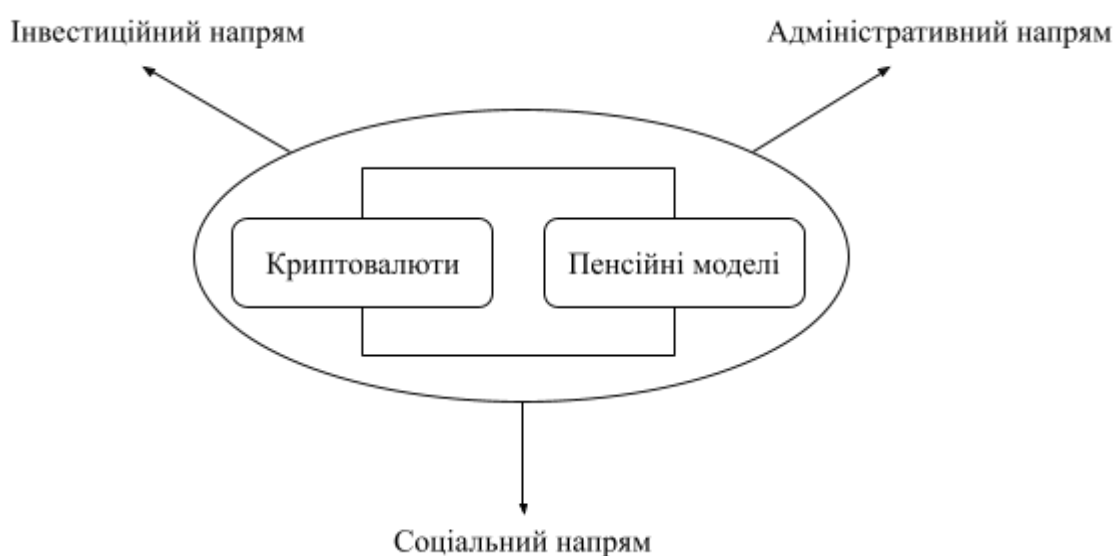 Інвестиційний напрям
Адміністративний напрям
Криптовалюти
Пенсійні моделі
Соціальний напрям